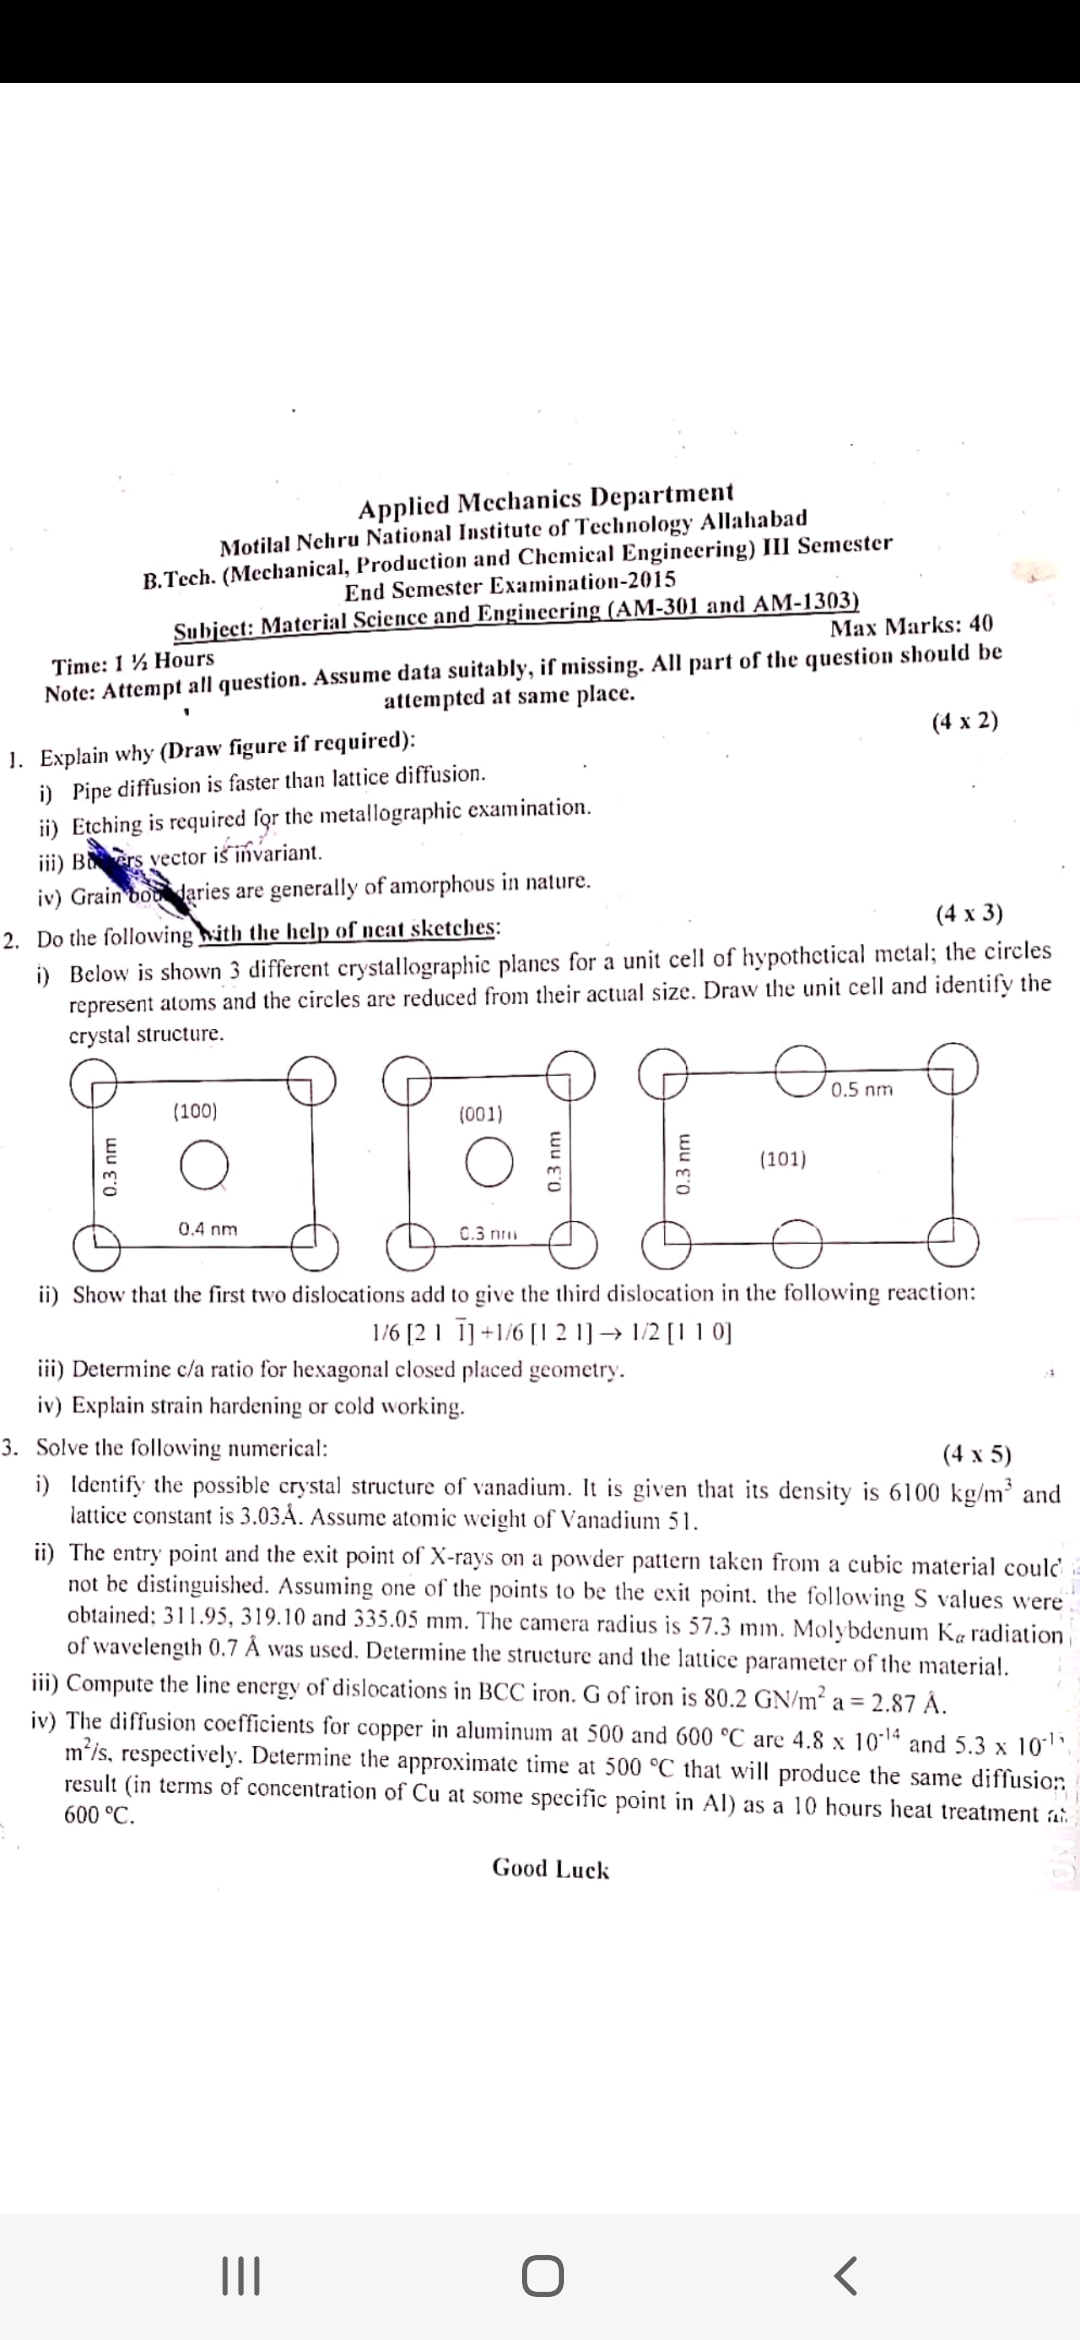 Applied Mechanics Department
Motilal Nehru National Institute of Technology Allahabad
B.Tech. (Mechanical, Production and Chemical Engineering) III Semester
End Semester Examination-2015
Subject: Material Science and Engineering (AM-301 and AM-1303)
Max Marks: 40
Time: 1 ½ Hours
Note: Attempt all question. Assume data suitably, if missing. All part of the question should be
attempted at same place.
1. Explain why (Draw figure if required): (4 x 2)
i) Pipe diffusion is faster than lattice diffusion.
ii) Etching is required for the metallographic examination.
iii) vector is invariant.
iv) Grain are generally of amorphous in nature.
2. Do the following with the help of neat sketches: (4 x 3)
i) Below is shown 3 different crystallographic planes for a unit cell of hypothetical metal; the circles
represent atoms and the circles are reduced from their actual size. Draw the unit cell and identify the
crystal structure.
(100)
0.3 nm
0.4 nm
(001)
0.3 nm
0.3 nm
0.5 nm
0.3 nm
(101)
ii) Show that the first two dislocations add to give the third dislocation in the following reaction:
1/6 [2 1 1̅] +1/6 [1 2 1] → 1/2 [1 1 0]
iii) Determine c/a ratio for hexagonal closed placed geometry.
iv) Explain strain hardening or cold working.
3. Solve the following numerical: (4 x 5)
i) Identify the possible crystal structure of vanadium. It is given that its density is 6100 kg/m³ and
lattice constant is 3.03Å. Assume atomic weight of Vanadium 51.
ii) The entry point and the exit point of X-rays on a powder pattern taken from a cubic material could
not be distinguished. Assuming one of the points to be the exit point. the following S values were
obtained: 311.95, 319.10 and 335.05 mm. The camera radius is 57.3 mm. Molybdenum Kα radiation
of wavelength 0.7 Å was used. Determine the structure and the lattice parameter of the material.
iii) Compute the line energy of dislocations in BCC iron. G of iron is 80.2 GN/m² a = 2.87 Å.
iv) The diffusion coefficients for copper in aluminum at 500 and 600 °C are 4.8 x 10⁻¹⁴ and 5.3 x
m²/s, respectively. Determine the approximate time at 500 °C that will produce the same diffusion
result (in terms of concentration of Cu at some specific point in Al) as a 10 hours heat treatment at
600 °C.
Good Luck